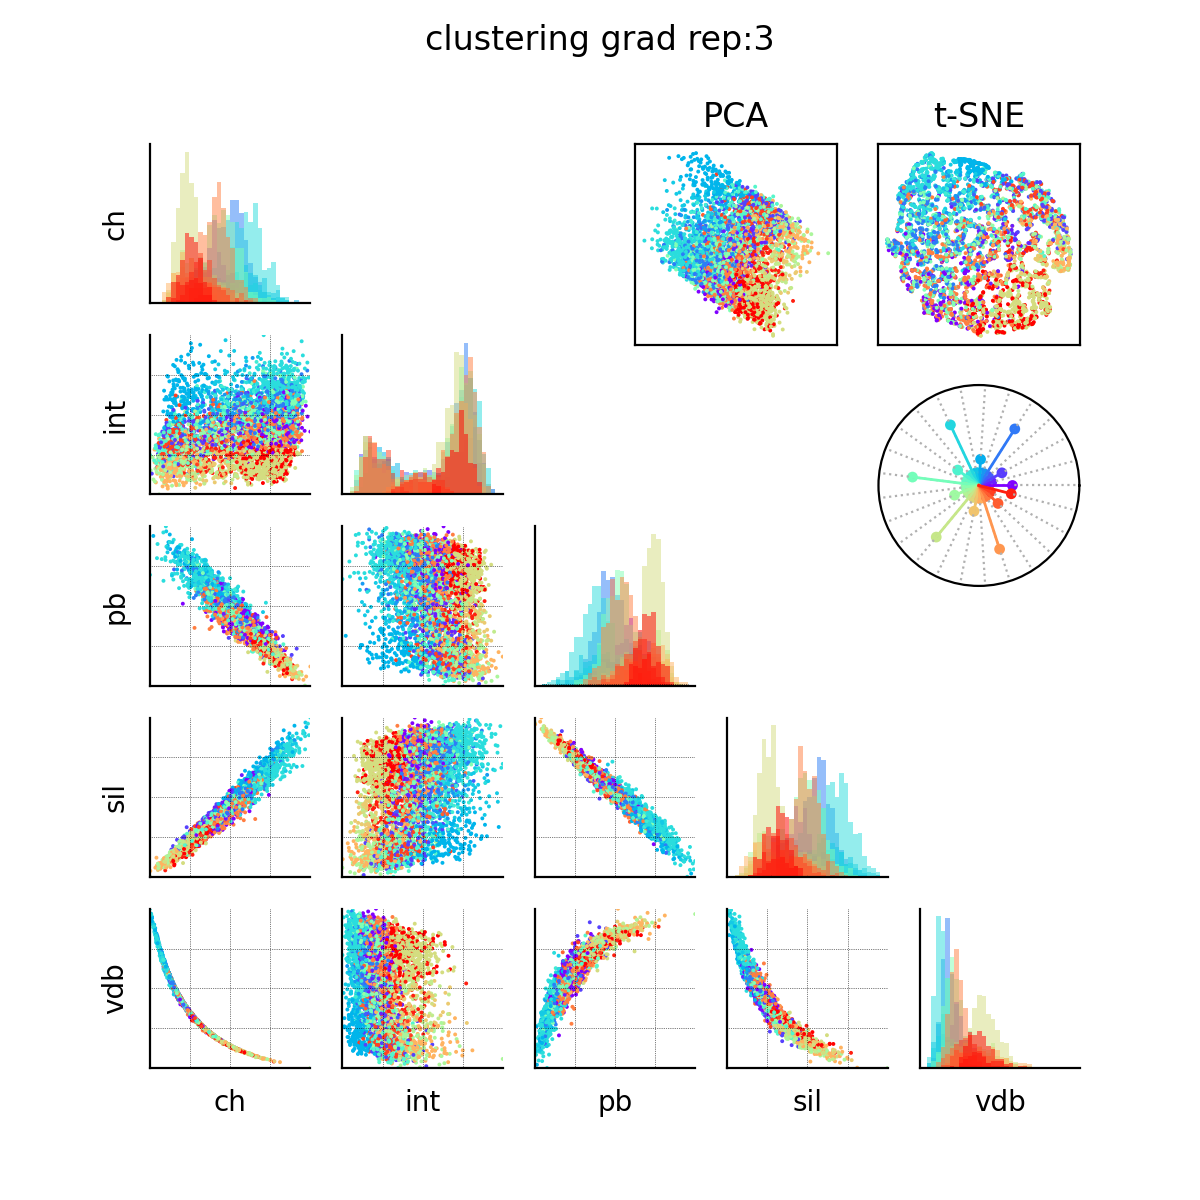 clustering grad rep:3
PCA
t-SNE
ch
int
pb
sil
vdb
ch
int
pb
sil
vdb